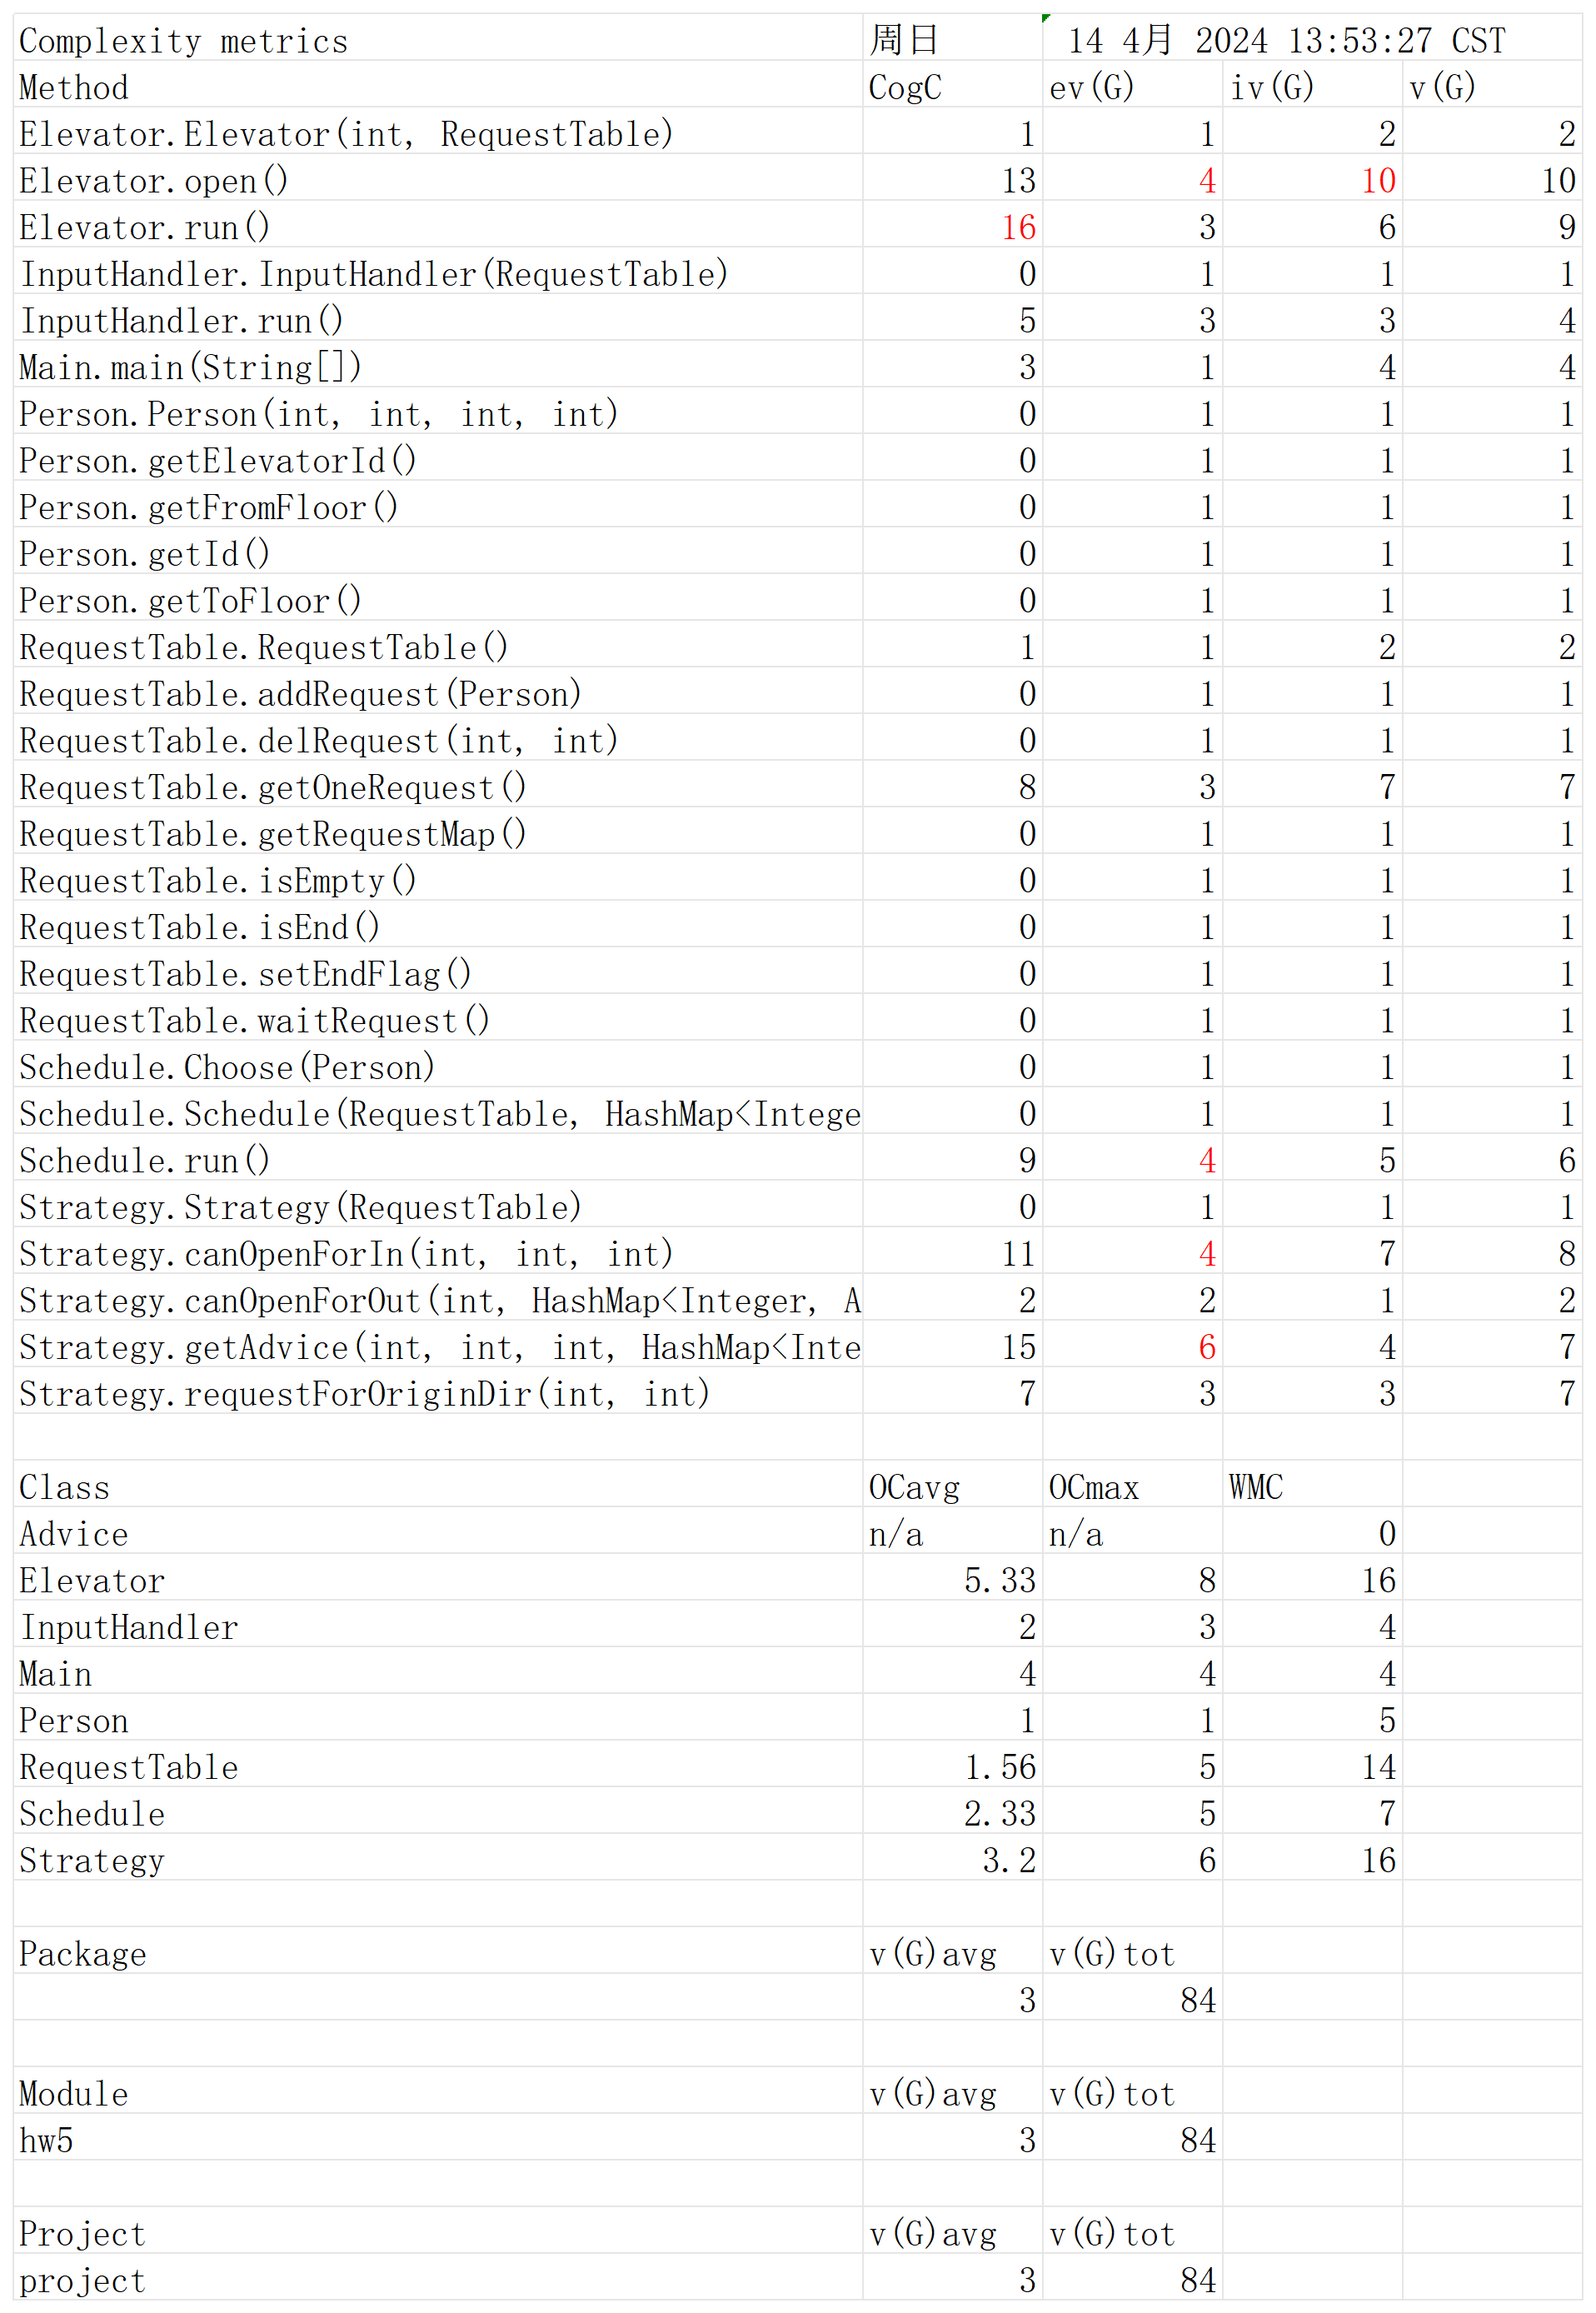 Complexity metrics 周日 14 4月 2024 13:53:27 CST
Method CogC ev(G) iv(G) v(G)
Elevator.Elevator(int, RequestTable) 1 1 2 2
Elevator.open() 13 4 10 10
Elevator.run() 16 3 6 9
InputHandler.InputHandler(RequestTable) 0 1 1 1
InputHandler.run() 5 3 3 4
Main.main(String[]) 3 1 4 4
Person.Person(int, int, int, int) 0 1 1 1
Person.getElevatorId() 0 1 1 1
Person.getFromFloor() 0 1 1 1
Person.getId() 0 1 1 1
Person.getToFloor() 0 1 1 1
RequestTable.RequestTable() 1 1 2 2
RequestTable.addRequest(Person) 0 1 1 1
RequestTable.delRequest(int, int) 0 1 1 1
RequestTable.getOneRequest() 8 3 7 7
RequestTable.getRequestMap() 0 1 1 1
RequestTable.isEmpty() 0 1 1 1
RequestTable.isEnd() 0 1 1 1
RequestTable.setEndFlag() 0 1 1 1
RequestTable.waitRequest() 0 1 1 1
Schedule.Choose(Person) 0 1 1 1
Schedule.Schedule(RequestTable, HashMap<Intege 0 1 1 1
Schedule.run() 9 4 5 6
Strategy.Strategy(RequestTable) 0 1 1 1
Strategy.canOpenForIn(int, int, int) 11 4 7 8
Strategy.canOpenForOut(int, HashMap<Integer, A 2 2 1 2
Strategy.getAdvice(int, int, int, HashMap<Inte 15 6 4 7
Strategy.requestForOriginDir(int, int) 7 3 3 7
Class OCavg OCmax WMC
Advice n/a n/a 0
Elevator 5.33 8 16
InputHandler 2 3 4
Main 4 4 4
Person 1 1 5
RequestTable 1.56 5 14
Schedule 2.33 5 7
Strategy 3.2 6 16
Package v(G)avg v(G)tot
3 84
Module v(G)avg v(G)tot
hw5 3 84
Project v(G)avg v(G)tot
project 3 84